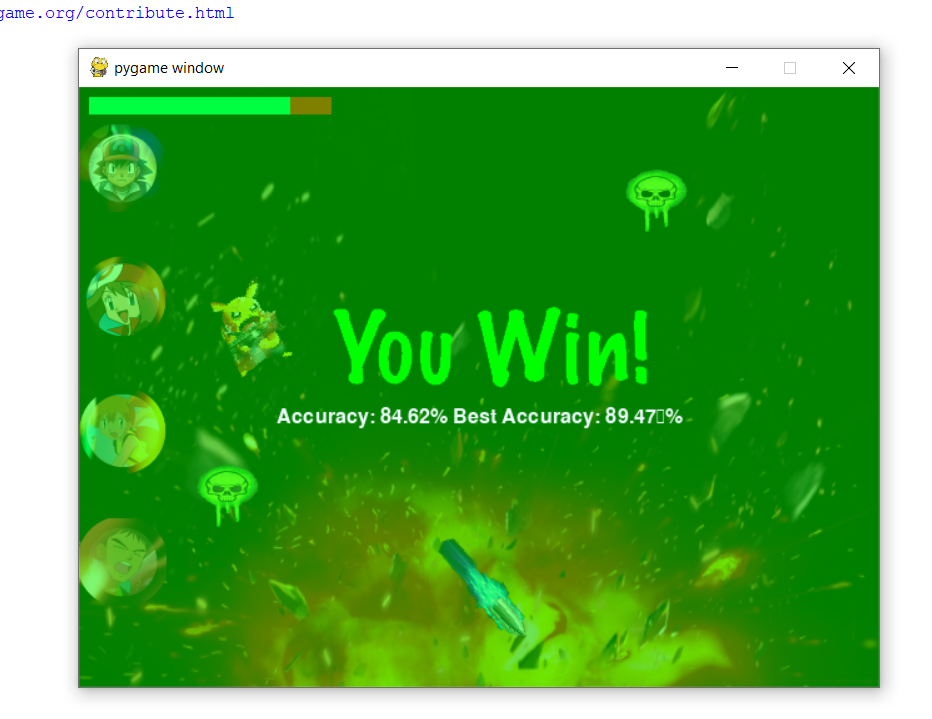 game.org/contribute.html
pygame window
You Win!
Accuracy: 84.62% Best Accuracy: 89.47▯%